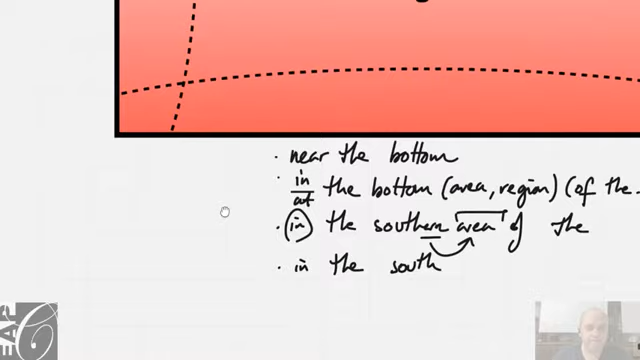 · near the bottom
· in/at the bottom (area, region) (of the
· in the southern area of the
· in the south
EAP